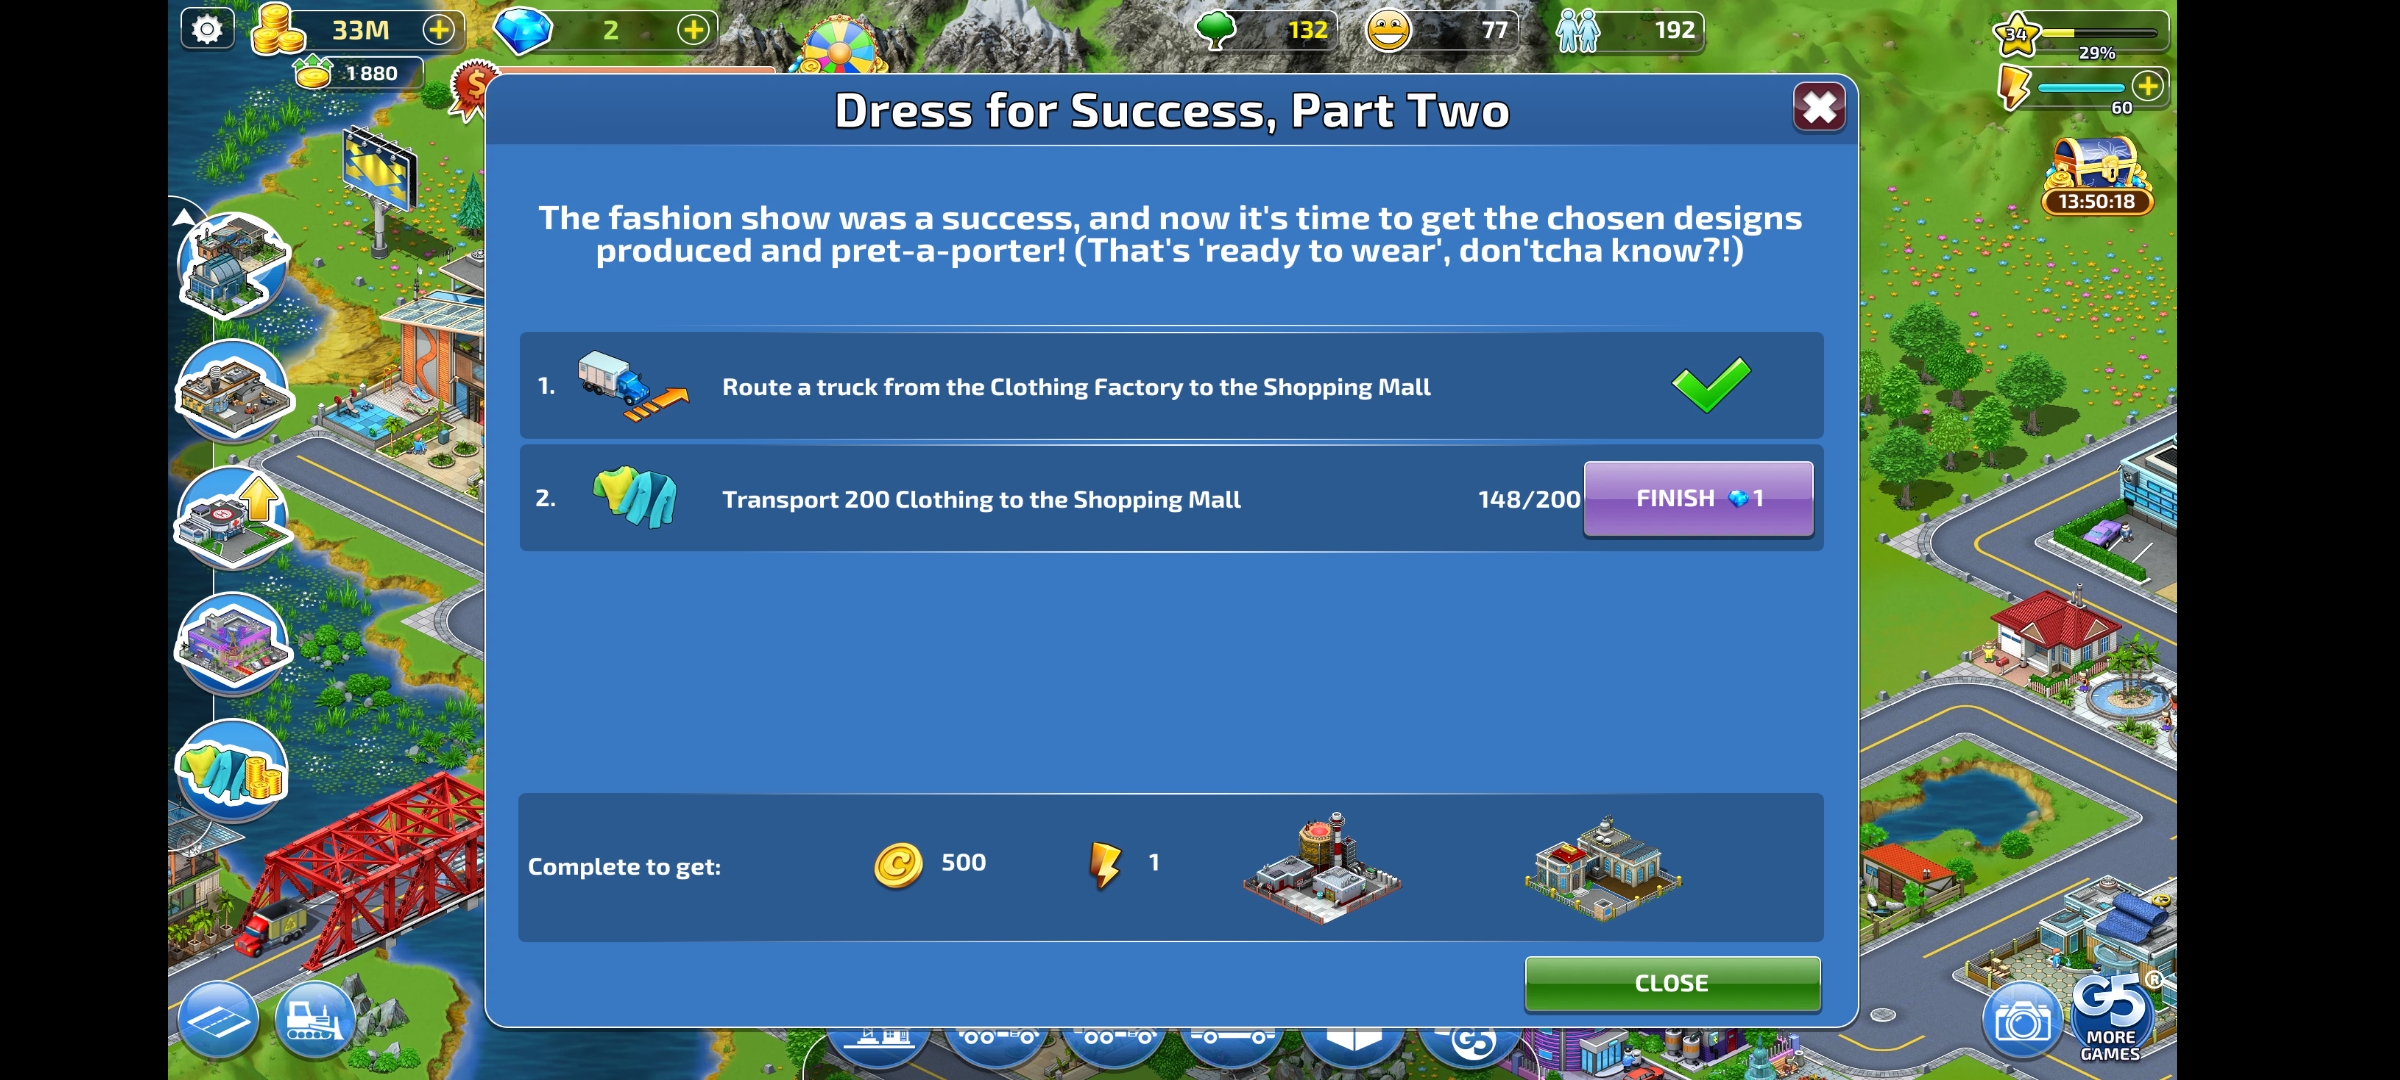 33M
2
132
77
192
34
29%
1 880
60
13:50:18
Dress for Success, Part Two
The fashion show was a success, and now it's time to get the chosen designs
produced and pret-a-porter! (That's 'ready to wear', don'tcha know?!)
1. Route a truck from the Clothing Factory to the Shopping Mall
2. Transport 200 Clothing to the Shopping Mall 148/200 FINISH 1
Complete to get: 500 1
CLOSE
G5
G5®
MORE
GAMES